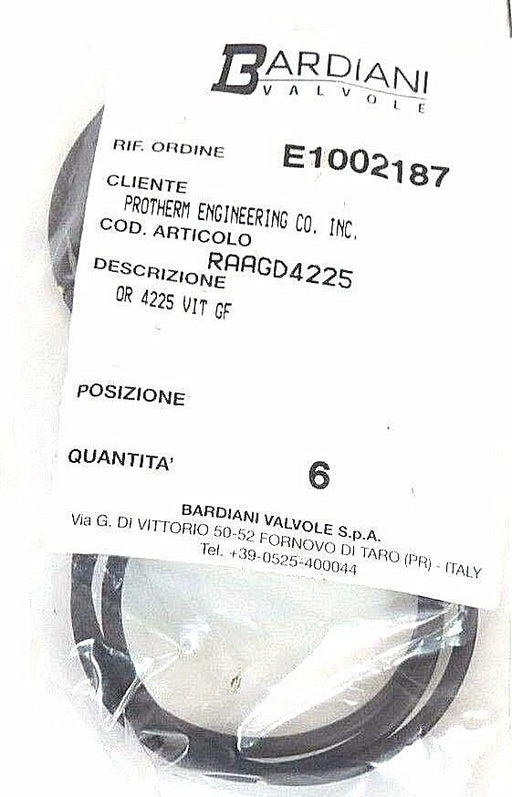 BARDIANI
VALVOLE
RIF. ORDINE E1002187
CLIENTE
PROTHERM ENGINEERING CO. INC.
COD. ARTICOLO
RAAGD4225
DESCRIZIONE
OR 4225 VIT GF
POSIZIONE
QUANTITA' 6
BARDIANI VALVOLE S.p.A.
Via G. DI VITTORIO 50-52 FORNOVO DI TARO (PR) - ITALY
Tel. +39-0525-400044